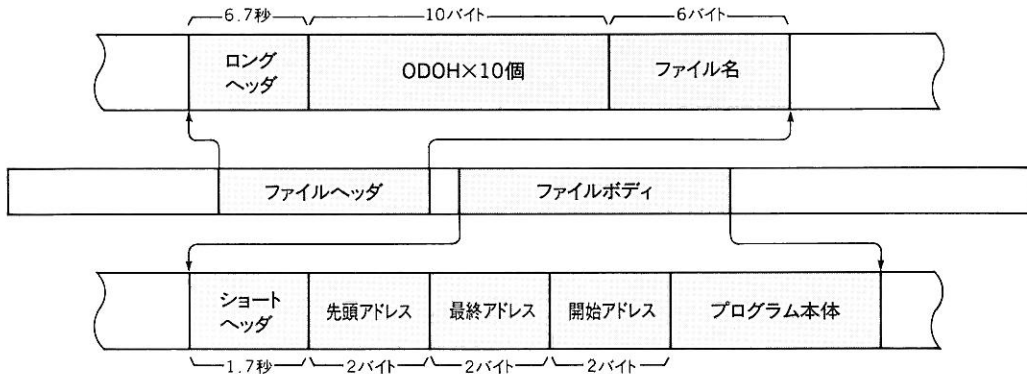 6.7秒 10バイト 6バイト
ロング
ヘッダ
ODOH×10個
ファイル名
ファイルヘッダ
ファイルボディ
ショート
ヘッダ
先頭アドレス
最終アドレス
開始アドレス
プログラム本体
1.7秒 2バイト 2バイト 2バイト